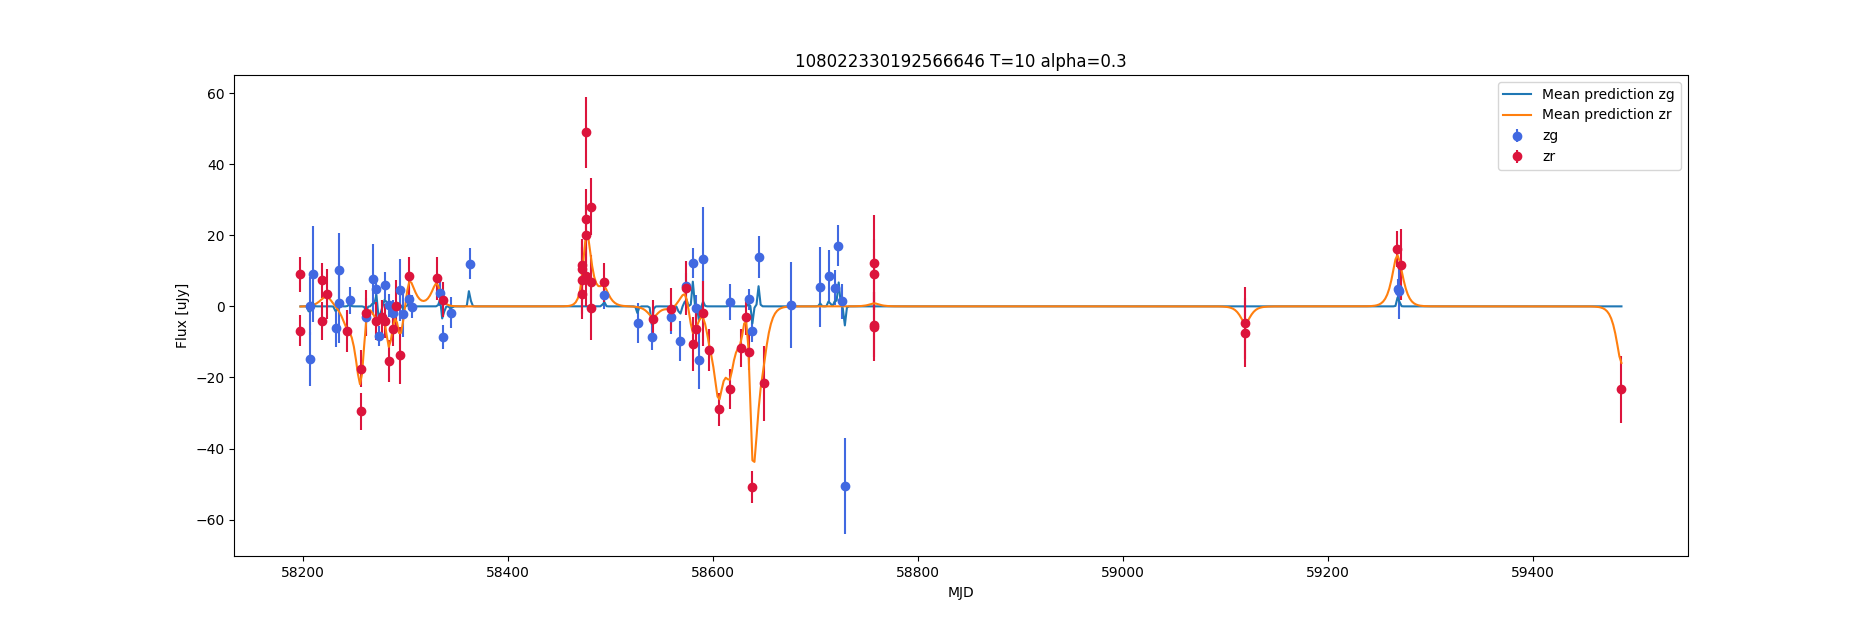 108022330192566646 T=10 alpha=0.3
Mean prediction zg
Mean prediction zr
zg
zr
60
40
20
0
−20
−40
−60
Flux [uJy]
58200 58400 58600 58800 59000 59200 59400
MJD